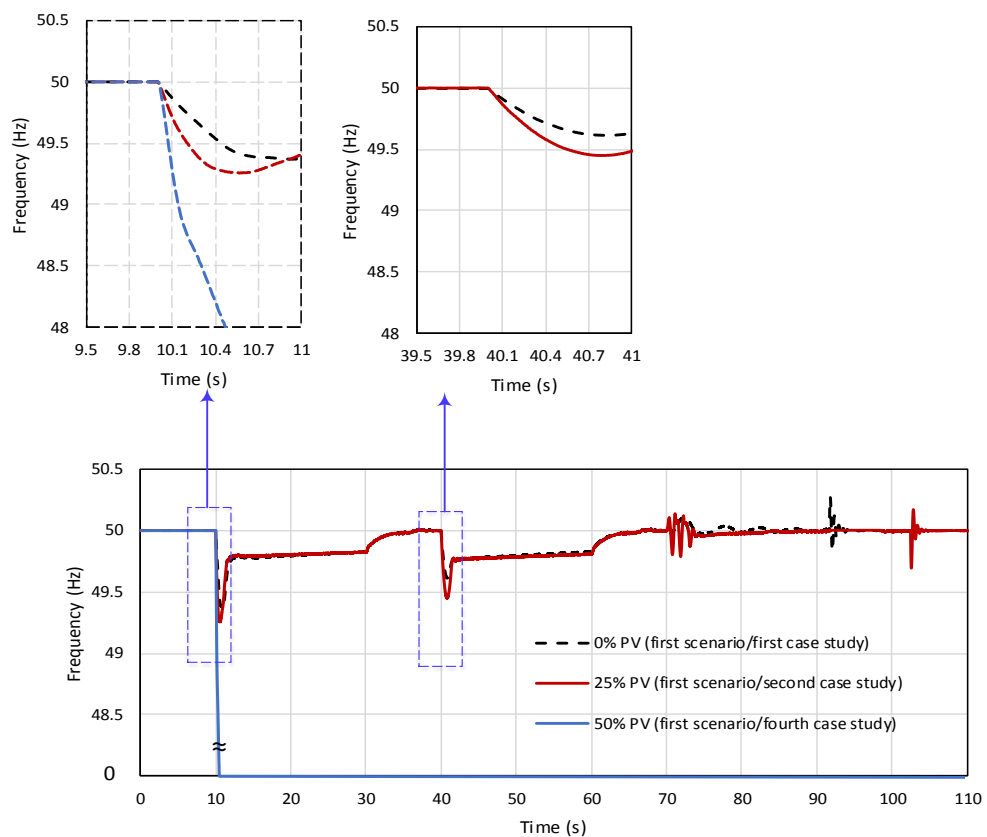 50.5
50
49.5
49
48.5
48
Frequency (Hz)
9.5 9.8 10.1 10.4 10.7 11
Time (s)
50.5
50
49.5
49
48.5
48
Frequency (Hz)
39.5 39.8 40.1 40.4 40.7 41
Time (s)
50.5
50
49.5
49
48.5
0
Frequency (Hz)
≈
0% PV (first scenario/first case study)
25% PV (first scenario/second case study)
50% PV (first scenario/fourth case study)
0 10 20 30 40 50 60 70 80 90 100 110
Time (s)